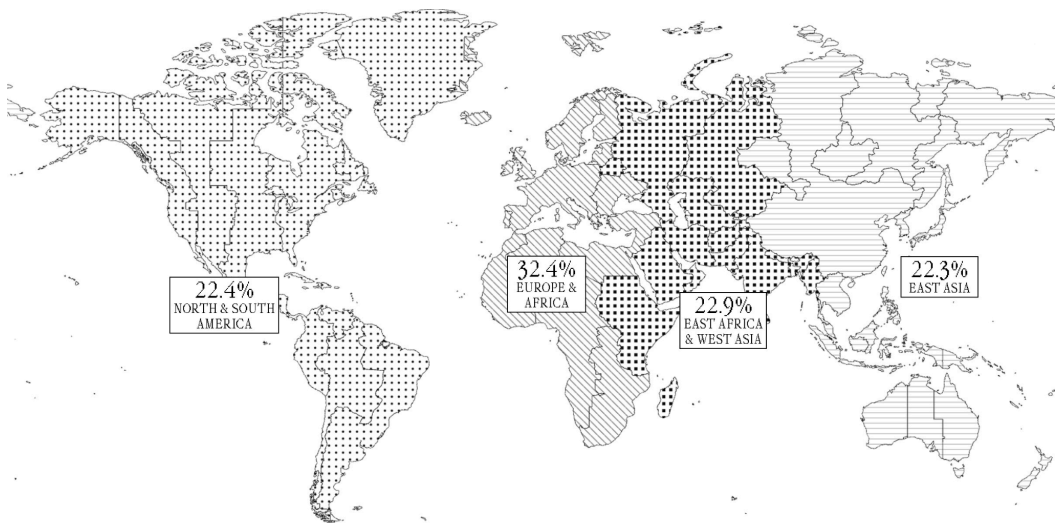 22.4%
NORTH & SOUTH
AMERICA
32.4%
EUROPE &
AFRICA
22.9%
EAST AFRICA
& WEST ASIA
22.3%
EAST ASIA